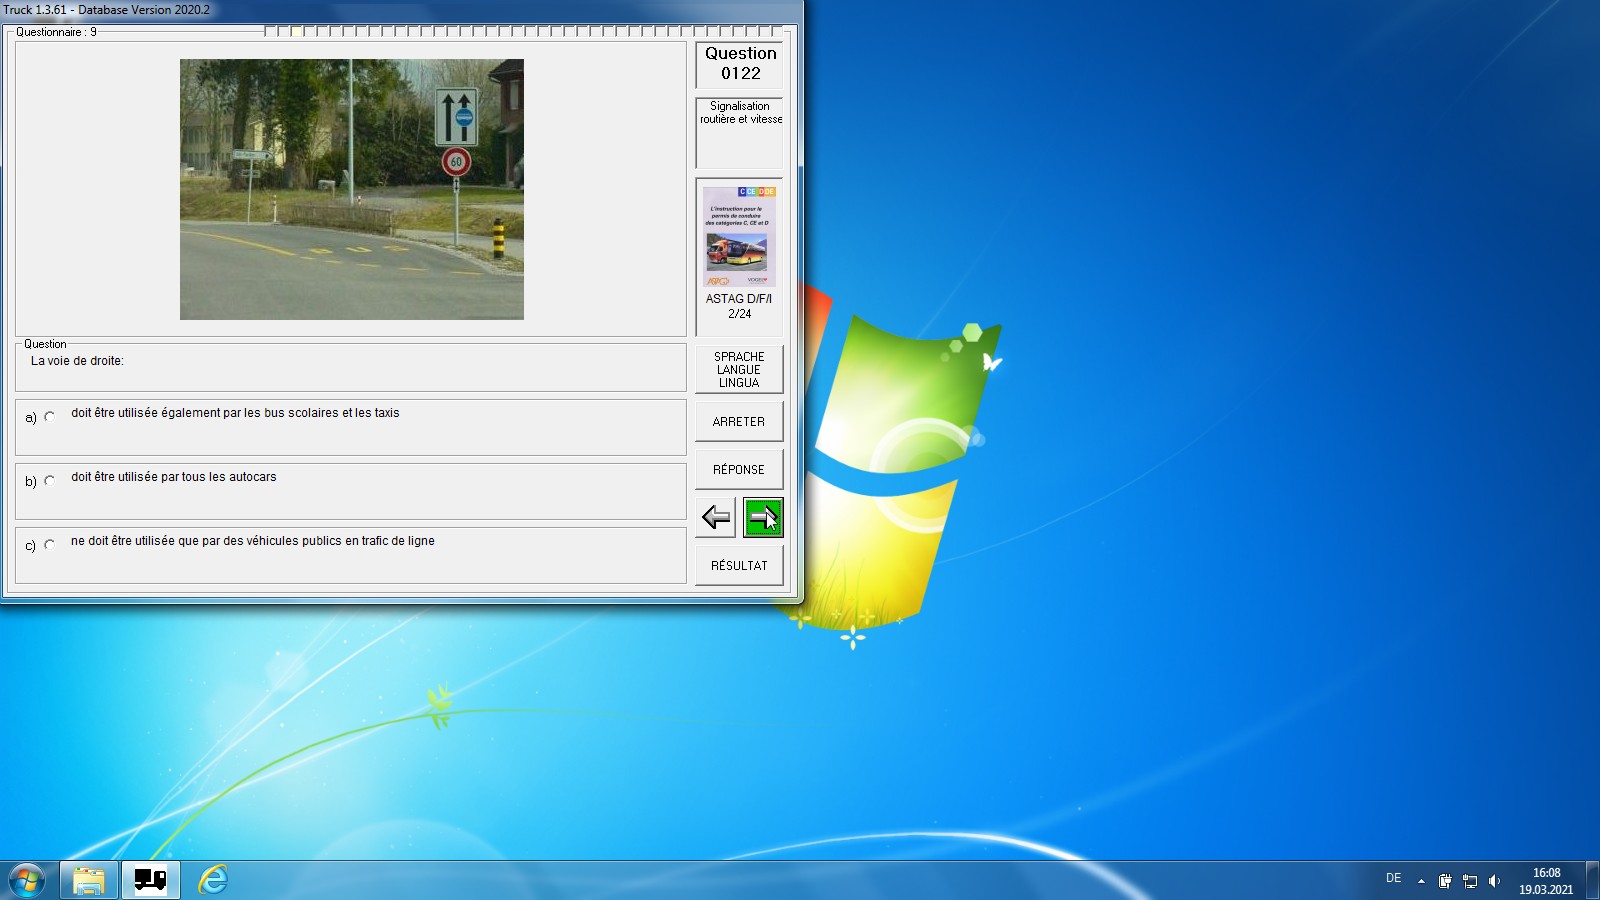 Truck 1.3.61 - Database Version 2020.2
Questionnaire : 9
60
BUS
Question
0122
Signalisation
routière et vitesse
C CE D DE
L'instruction pour le
permis de conduire
des catégories C, CE et D
ASTAG D/F/I
2/24
Question
La voie de droite:
a) doit être utilisée également par les bus scolaires et les taxis
b) doit être utilisée par tous les autocars
c) ne doit être utilisée que par des véhicules publics en trafic de ligne
SPRACHE
LANGUE
LINGUA
ARRETER
RÉPONSE
RÉSULTAT
DE
16:08
19.03.2021